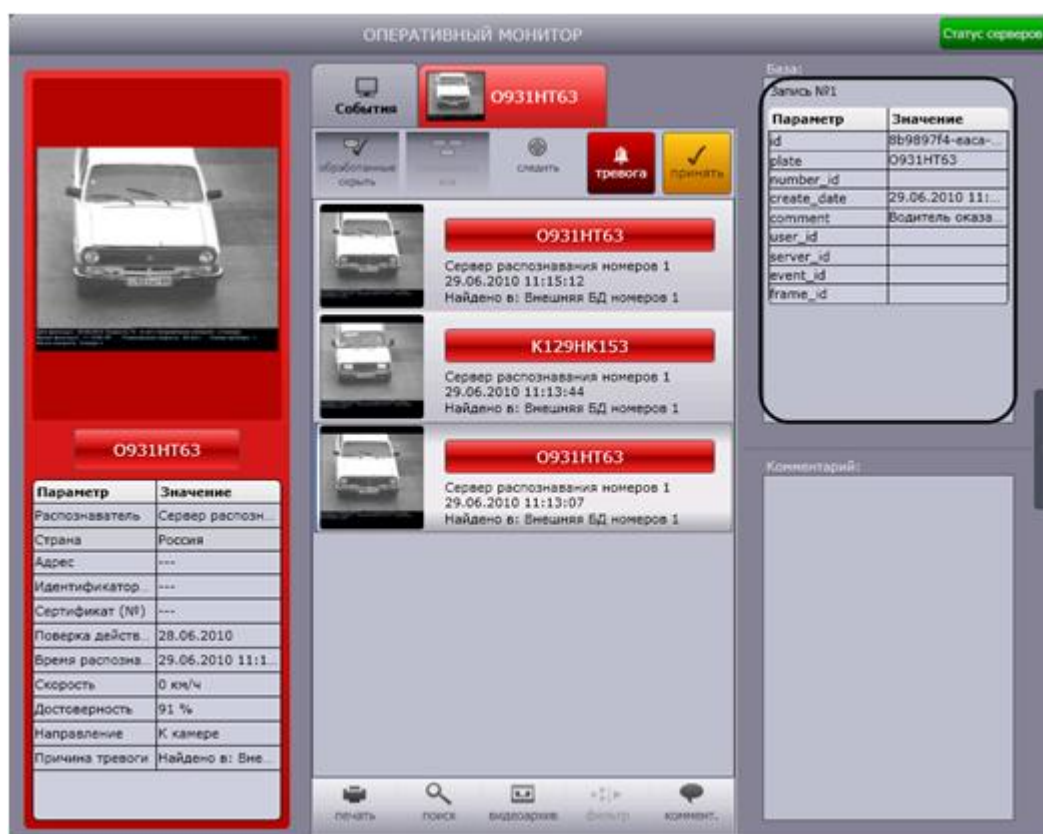 ОПЕРАТИВНЫЙ МОНИТОР
Статус серверов
О931НТ63
Параметр Значение
Распознаватель Сервер распозн...
Страна Россия
Адрес ---
Идентификатор... ---
Сертификат (№) ---
Поверка действ... 28.06.2010
Время распозна... 29.06.2010 11:1...
Скорость 0 км/ч
Достоверность 91 %
Направление К камере
Причина тревоги Найдено в: Вне...
События
О931НТ63
обработанные скрыть
следить
тревога
принять
О931НТ63
Сервер распознавания номеров 1
29.06.2010 11:15:12
Найдено в: Внешняя БД номеров 1
К129НК153
Сервер распознавания номеров 1
29.06.2010 11:13:44
Найдено в: Внешняя БД номеров 1
О931НТ63
Сервер распознавания номеров 1
29.06.2010 11:13:07
Найдено в: Внешняя БД номеров 1
печать поиск видеоархив фильтр коммент.
База:
Запись №1
Параметр Значение
id 8b9897f4-eaca-...
plate О931НТ63
number_id
create_date 29.06.2010 11:...
comment Водитель оказа...
user_id
server_id
event_id
frame_id
Комментарий: